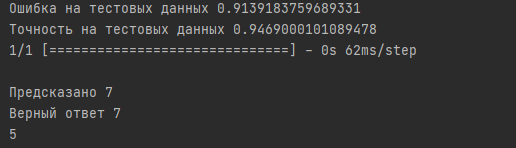 Ошибка на тестовых данных 0.9139183759689331
Точность на тестовых данных 0.9469000101089478
1/1 [==============================] - 0s 62ms/step
Предсказано 7
Верный ответ 7
5